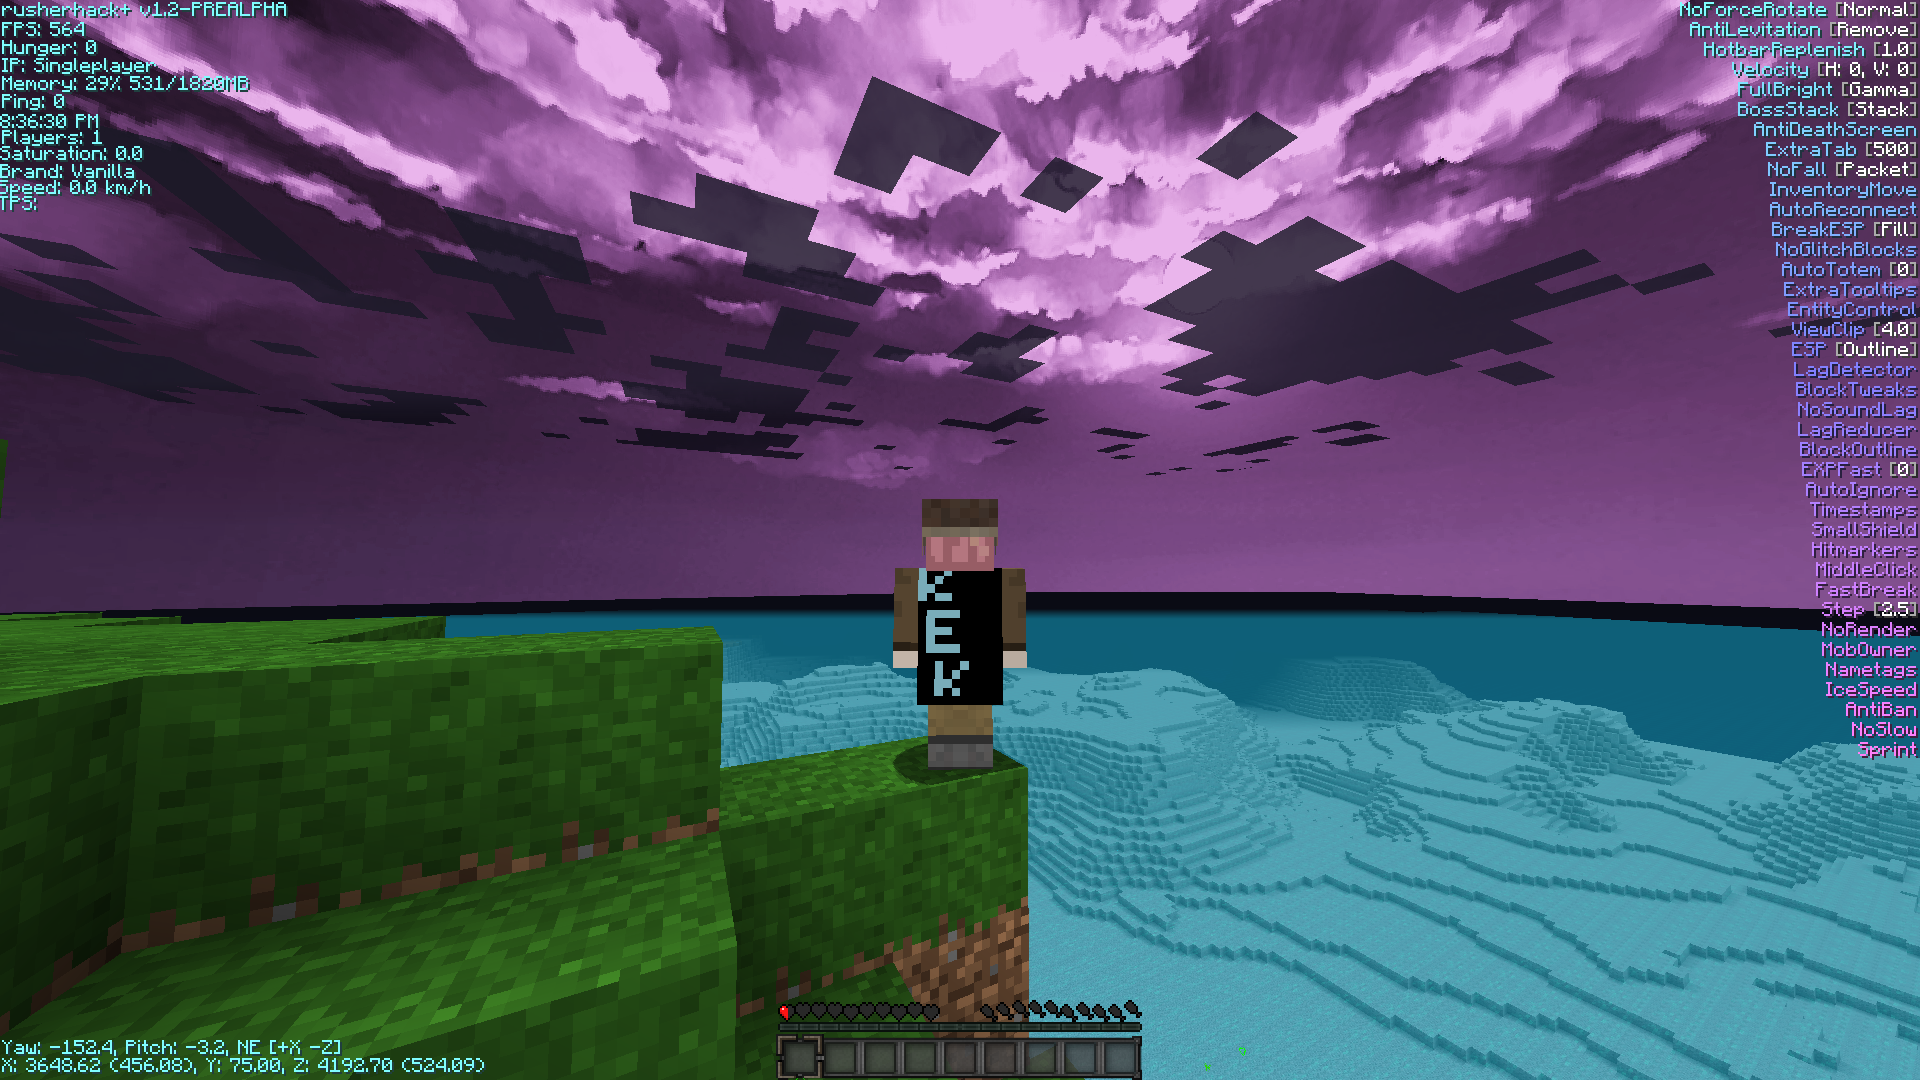 rusherhack+ v1.2-PREALPHA
FPS: 564
Hunger: 0
IP: Singleplayer
Memory: 29% 531/1820MB
Ping: 0
8:36:30 PM
Players: 1
Saturation: 0.0
Brand: Vanilla
Speed: 0.0 km/h
TPS:
NoForceRotate [Normal]
AntiLevitation [Remove]
HotbarReplenish [1.0]
Velocity [H: 0, V: 0]
FullBright [Gamma]
BossStack [Stack]
AntiDeathScreen
ExtraTab [500]
NoFall [Packet]
InventoryMove
AutoReconnect
BreakESP [Fill]
NoGlitchBlocks
AutoTotem [0]
ExtraTooltips
EntityControl
ViewClip [4.0]
ESP [Outline]
LagDetector
BlockTweaks
NoSoundLag
LagReducer
BlockOutline
EXPFast [0]
AutoIgnore
Timestamps
SmallShield
Hitmarkers
MiddleClick
FastBreak
Step [2.5]
NoRender
MobOwner
Nametags
IceSpeed
AntiBan
NoSlow
Sprint
K
E
K
Yaw: -152.4, Pitch: -3.2, NE [+X -Z]
X: 3648.62 (456.08), Y: 75.00, Z: 4192.70 (524.09)